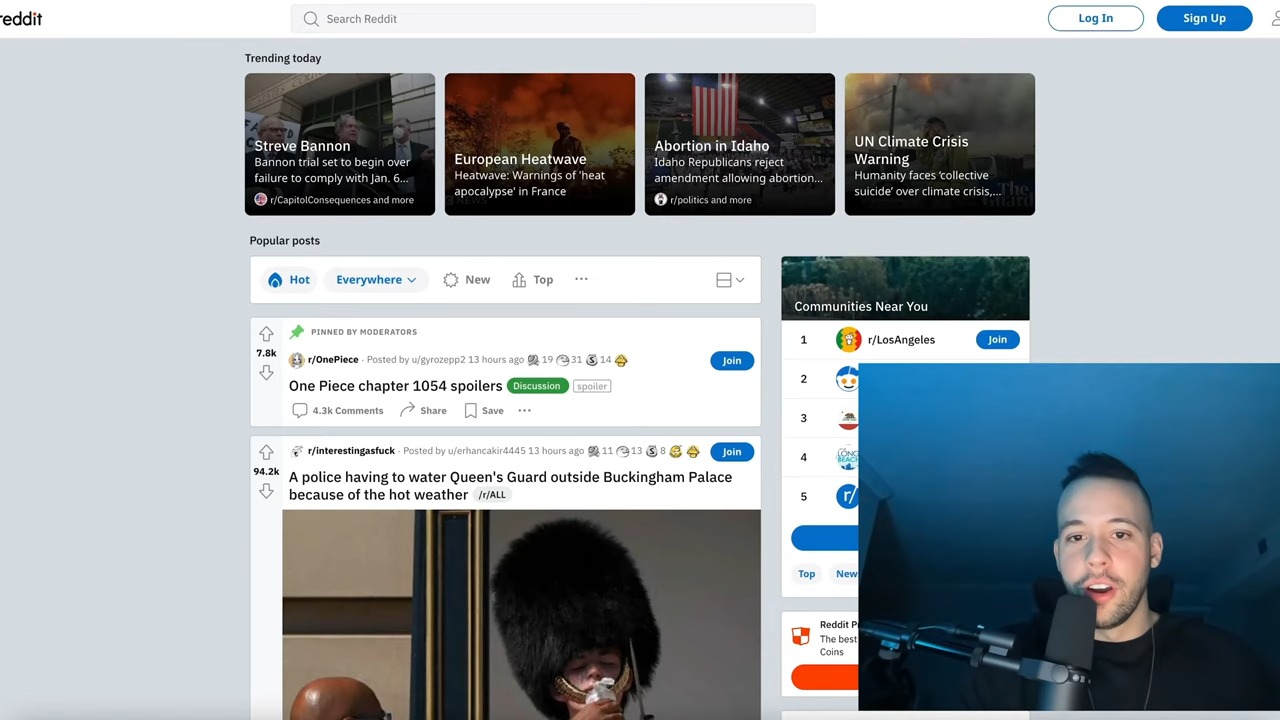 reddit
Search Reddit
Log In
Sign Up
Trending today
Streve Bannon
Bannon trial set to begin over
failure to comply with Jan. 6...
r/CapitolConsequences and more
European Heatwave
Heatwave: Warnings of 'heat
apocalypse' in France
NEWS
Abortion in Idaho
Idaho Republicans reject
amendment allowing abortion...
r/politics and more
UN Climate Crisis
Warning
Humanity faces ‘collective
suicide’ over climate crisis,...
The
Guard
Popular posts
Hot
Everywhere
New
Top
PINNED BY MODERATORS
7.8k
r/OnePiece · Posted by u/gyrozepp2 13 hours ago 19 31 14
Join
One Piece chapter 1054 spoilers Discussion spoiler
4.3k Comments
Share
Save
94.2k
r/interestingasfuck · Posted by u/erhancakir4445 13 hours ago 11 13 8
Join
A police having to water Queen's Guard outside Buckingham Palace
because of the hot weather /r/ALL
Communities Near You
1 r/LosAngeles Join
2
3
4 LONG BEACH
5 r/
Top
New
Reddit P
The best
Coins